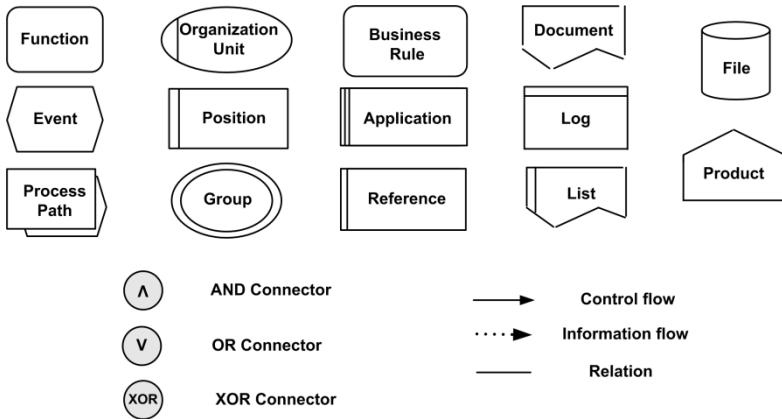 Function
Organization
Unit
Business
Rule
Document
File
Event
Position
Application
Log
Process
Path
Group
Reference
List
Product
Λ
AND Connector
Control flow
V
OR Connector
Information flow
XOR
XOR Connector
Relation